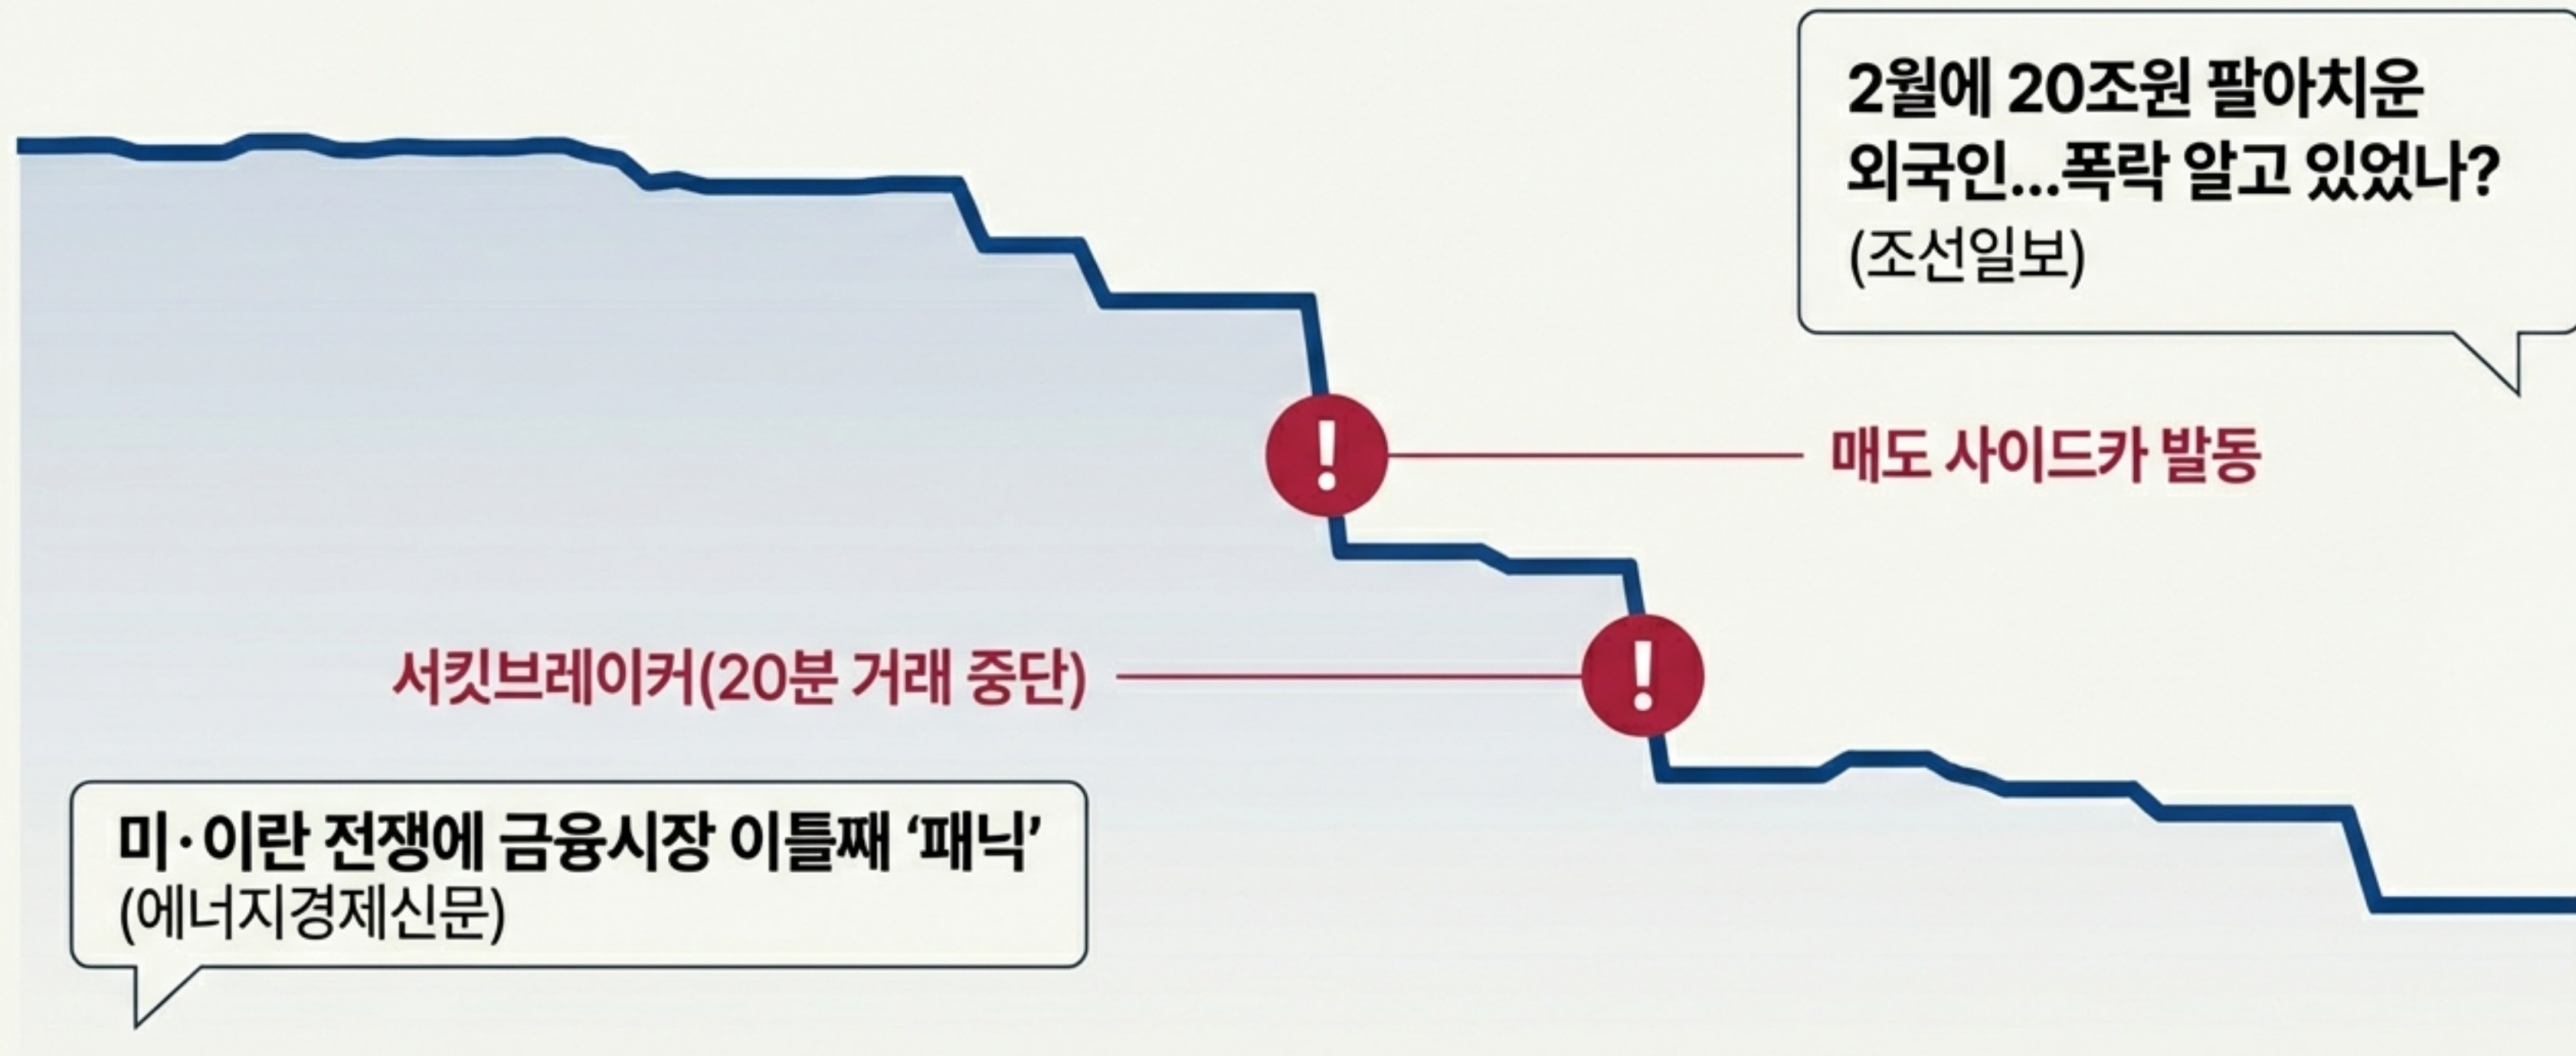 2월에 20조원 팔아치운
외국인...폭락 알고 있었나?
(조선일보)
매도 사이드카 발동
서킷브레이커(20분 거래 중단)
미·이란 전쟁에 금융시장 이틀째 ‘패닉’
(에너지경제신문)